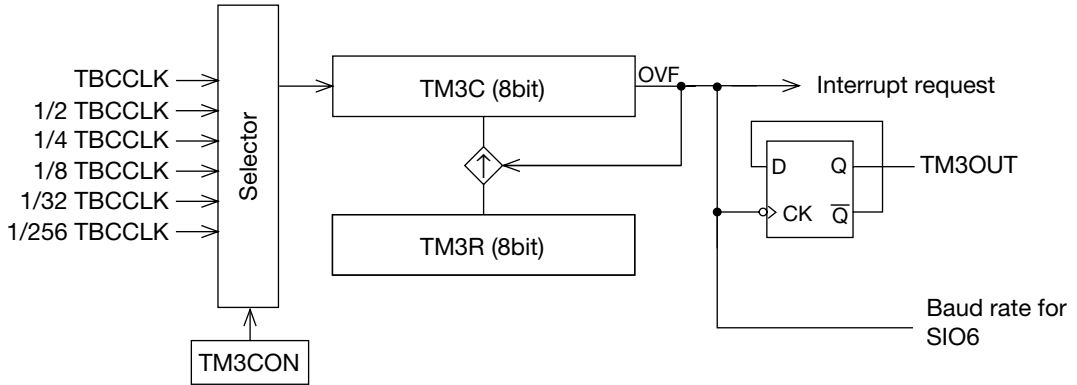 TBCCLK
1/2 TBCCLK
1/4 TBCCLK
1/8 TBCCLK
1/32 TBCCLK
1/256 TBCCLK
Selector
TM3CON
TM3C (8bit)
OVF
TM3R (8bit)
Interrupt request
D
Q
CK
Q̅
TM3OUT
Baud rate for
SIO6